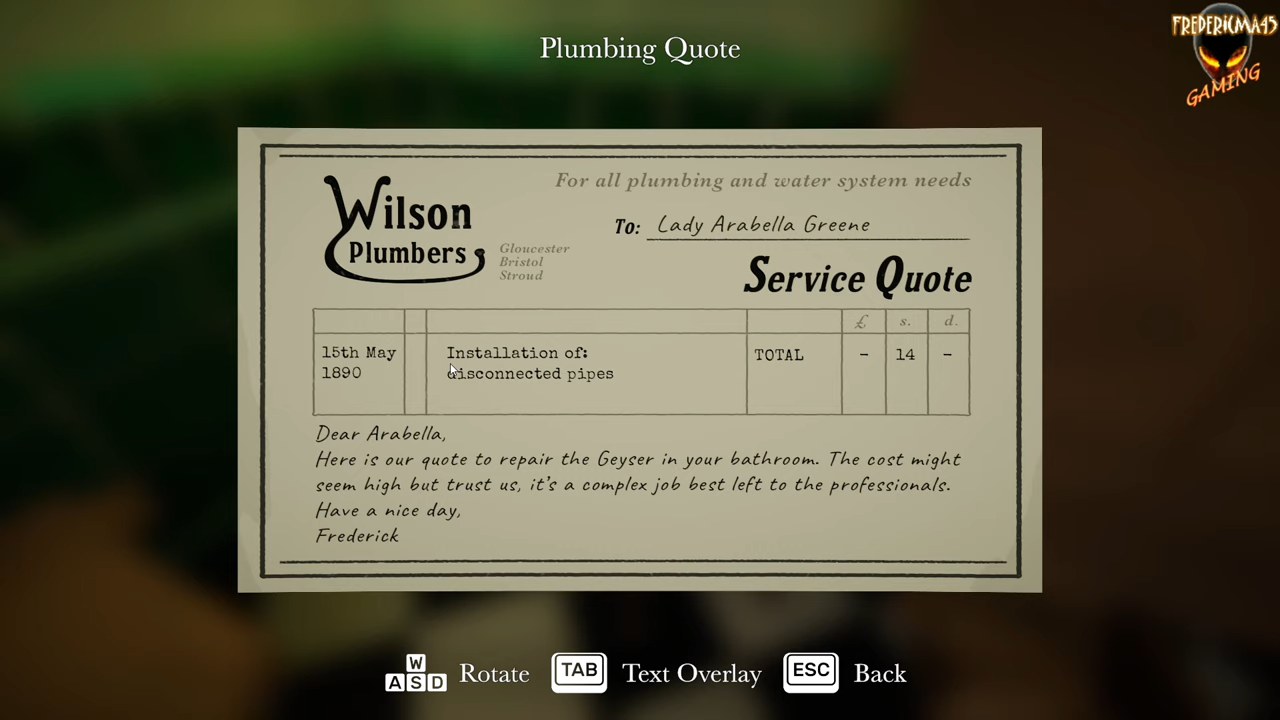 FREDERICMA45
GAMING
Plumbing Quote
For all plumbing and water system needs
Wilson
Plumbers
Gloucester
Bristol
Stroud
To: Lady Arabella Greene
Service Quote
£ s. d.
15th May
1890
Installation of:
disconnected pipes
TOTAL - 14 -
Dear Arabella,
Here is our quote to repair the Geyser in your bathroom. The cost might
seem high but trust us, it's a complex job best left to the professionals.
Have a nice day,
Frederick
W
A S D Rotate TAB Text Overlay ESC Back